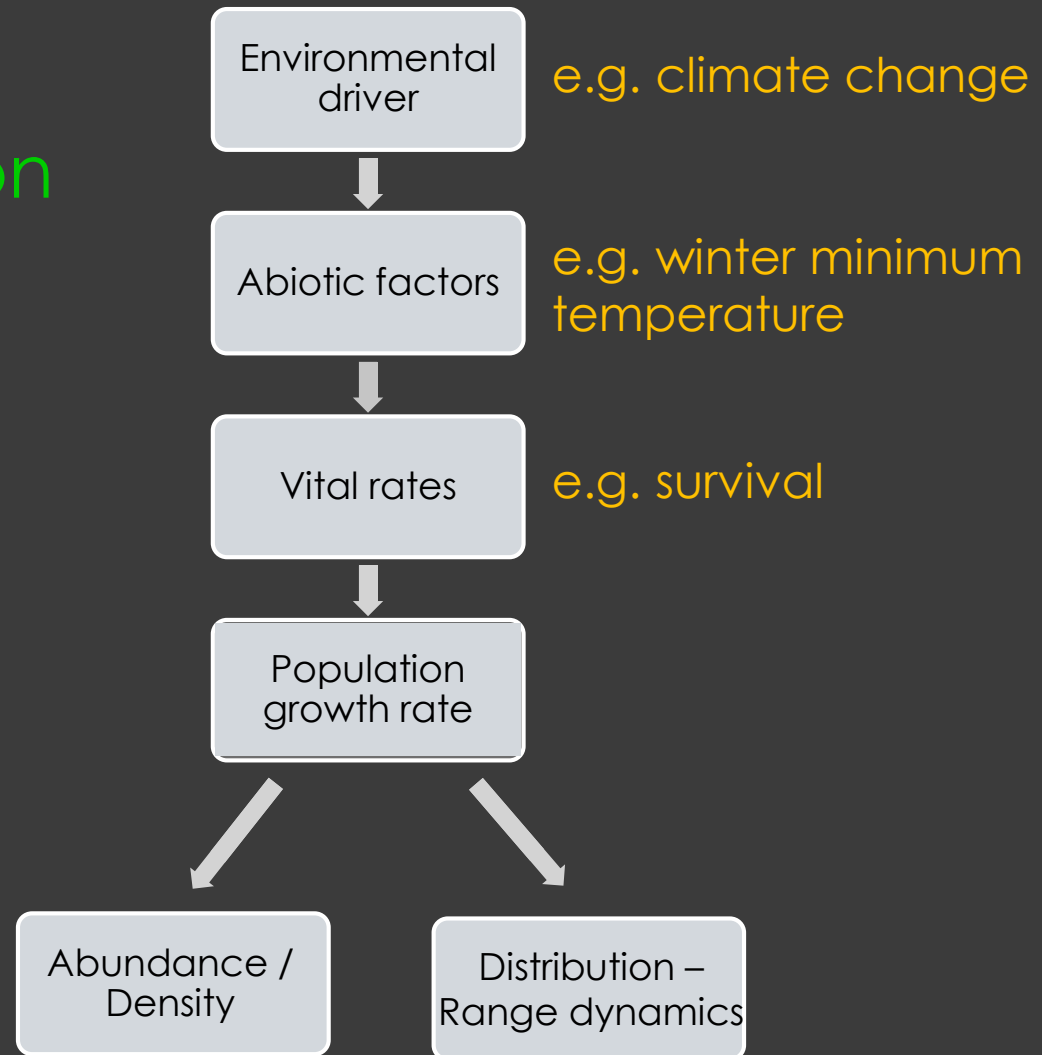 Environmental
driver
e.g. climate change
on
Abiotic factors
e.g. winter minimum
temperature
Vital rates
e.g. survival
Population
growth rate
Abundance /
Density
Distribution –
Range dynamics